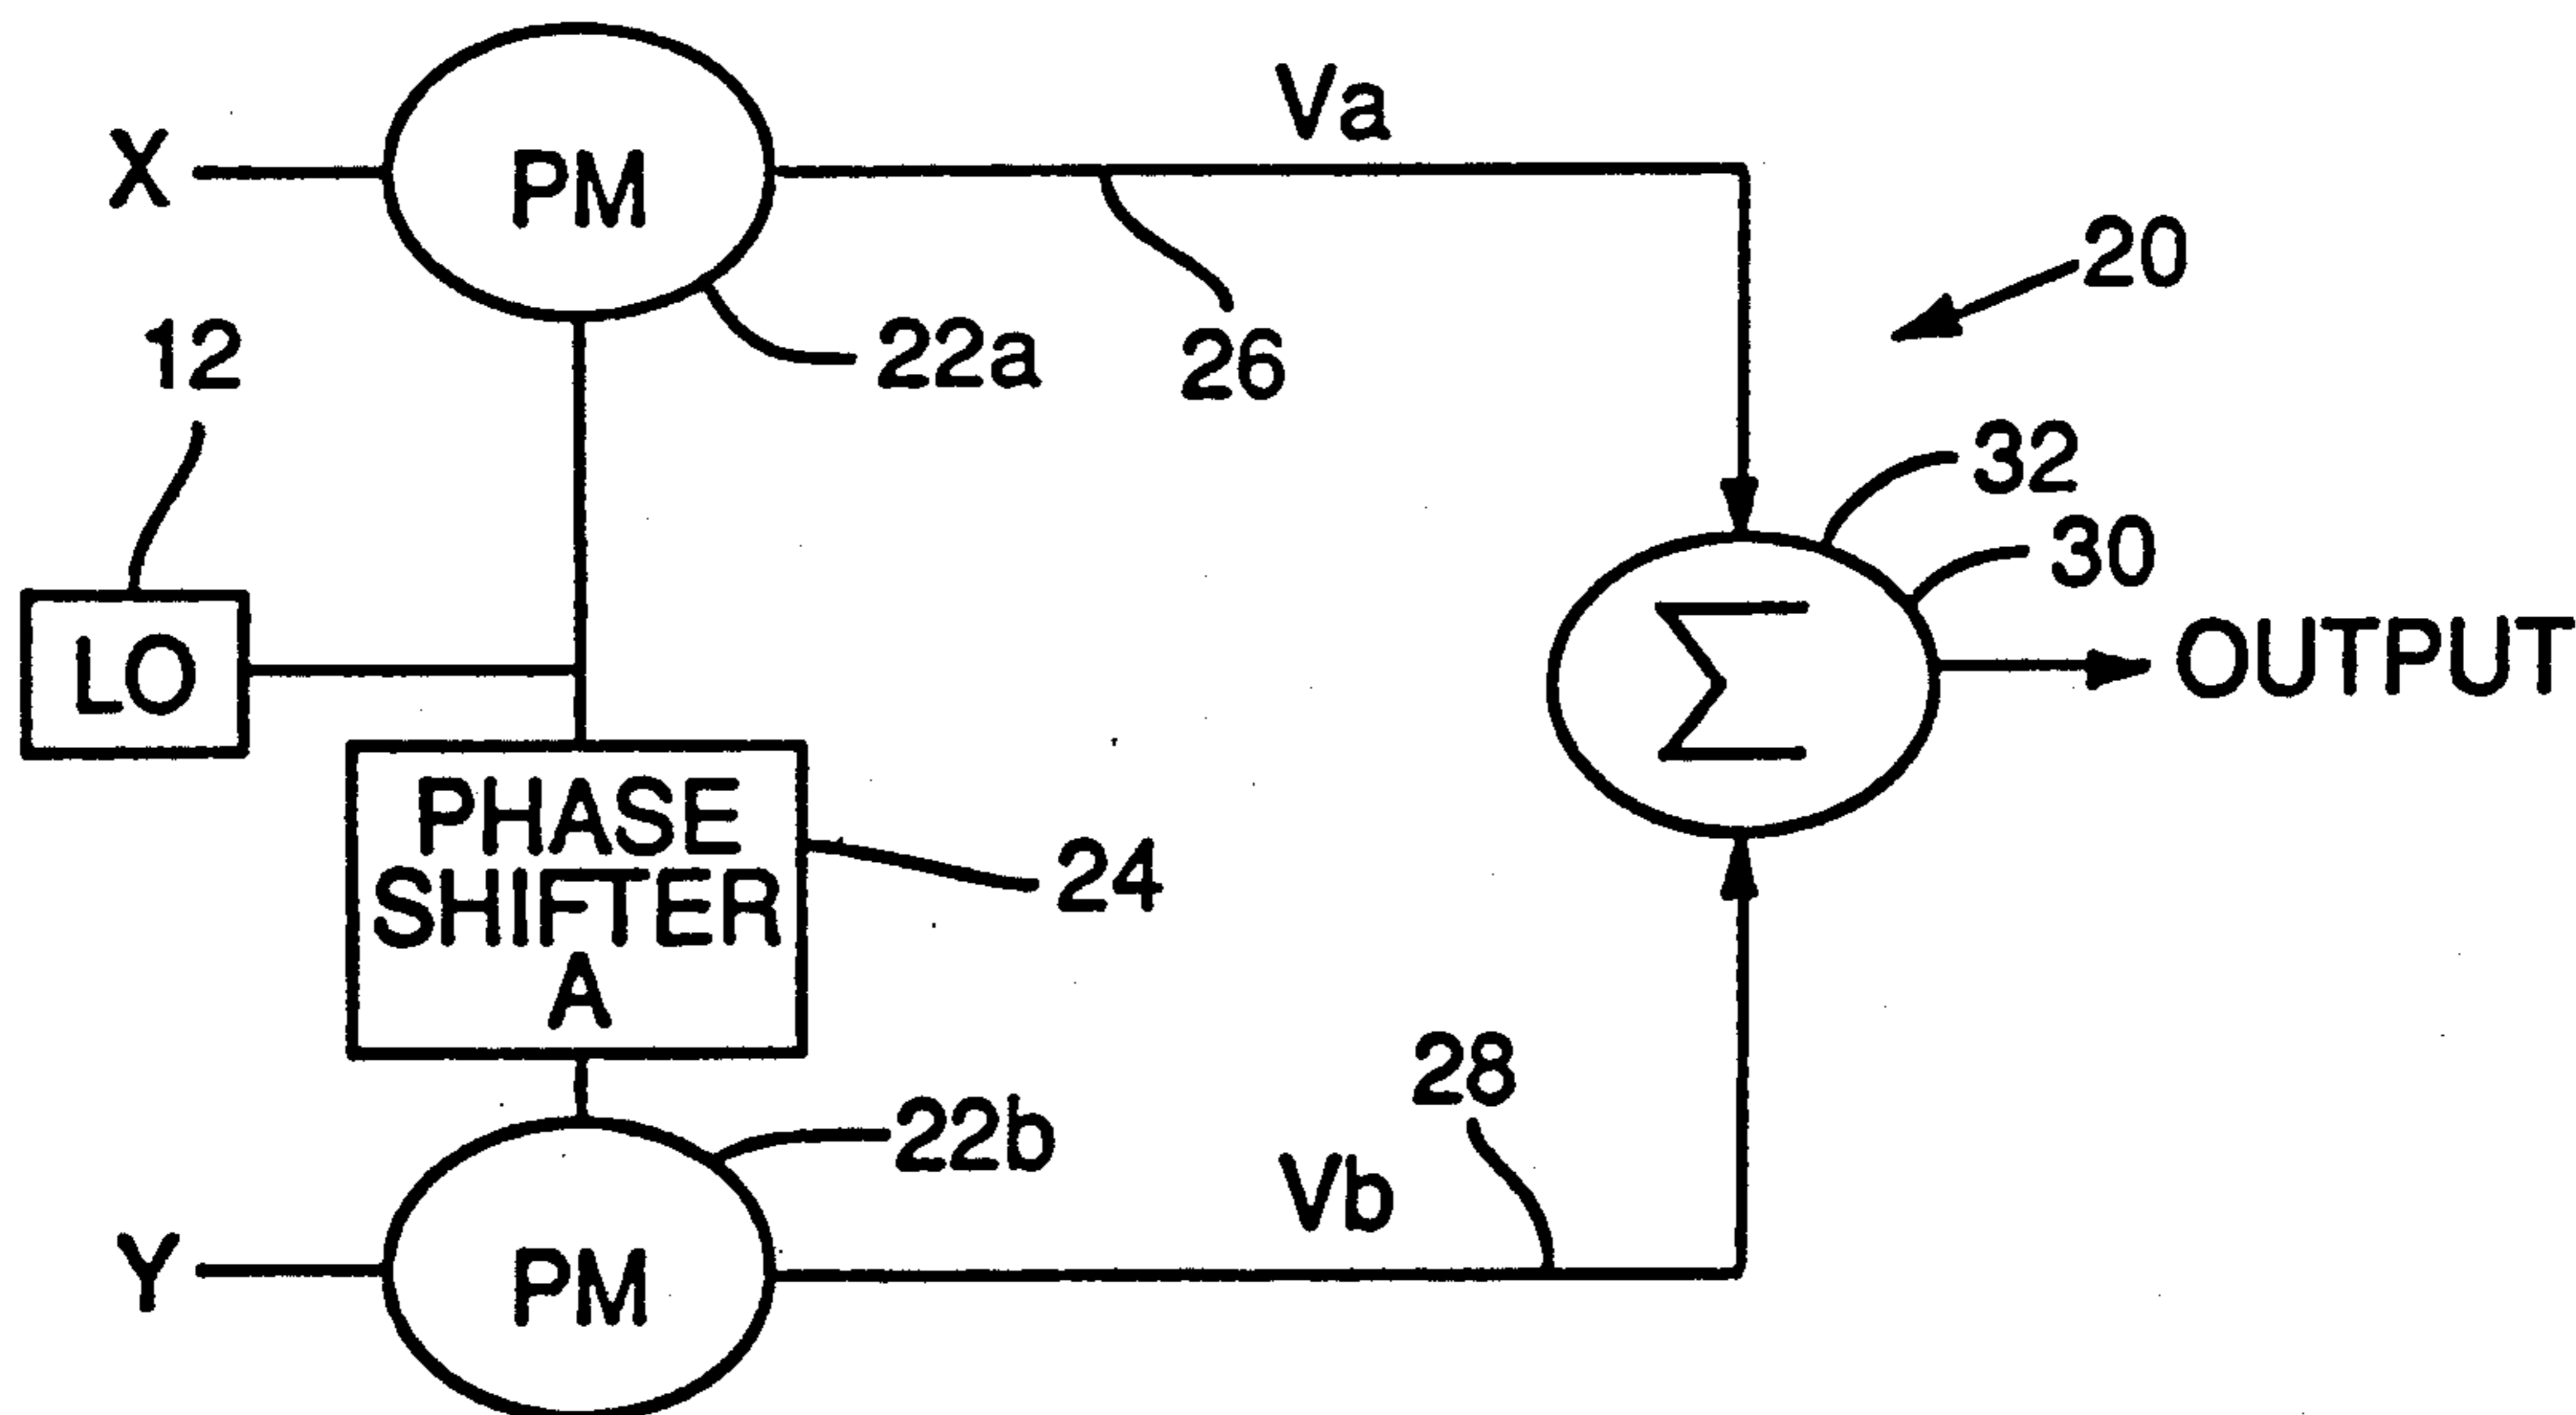 Va
X
PM
20
12
22a
26
32
30
LO
Σ
OUTPUT
PHASE
SHIFTER
A
24
28
22b
Vb
Y
PM